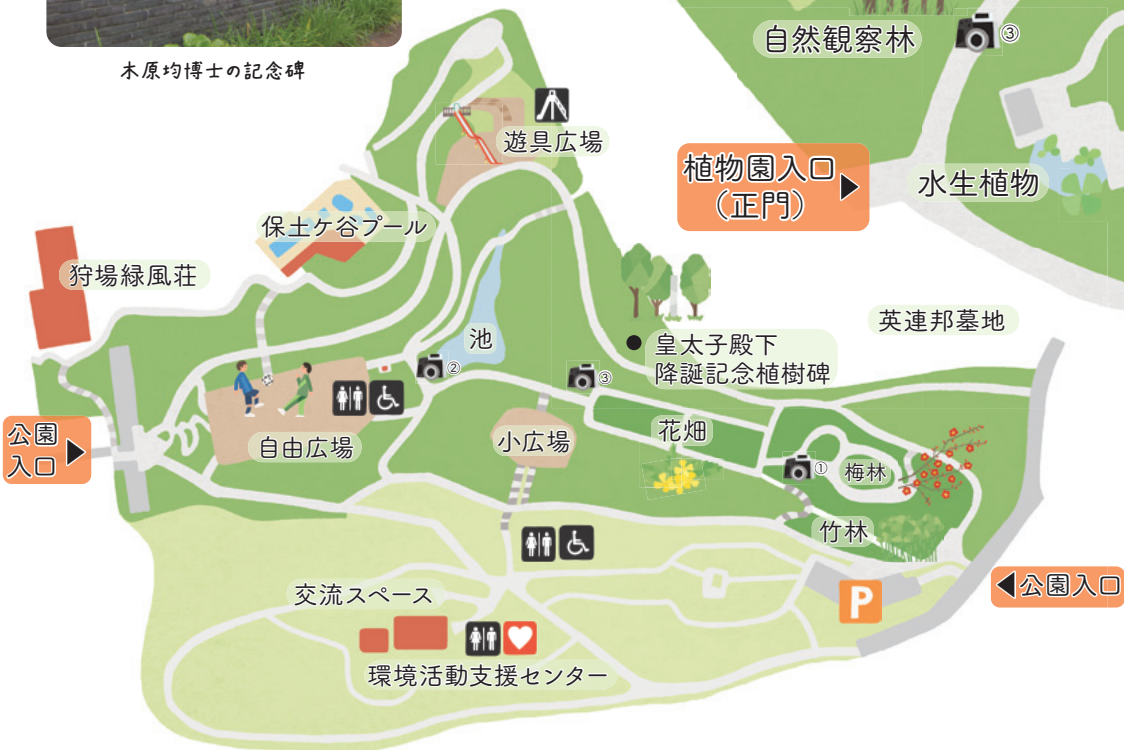 木原均博士の記念碑
自然観察林
③
植物園入口
（正門）
水生植物
遊具広場
保土ケ谷プール
狩場緑風荘
英連邦墓地
池
皇太子殿下
降誕記念植樹碑
②
③
公園
入口
自由広場
小広場
花畑
①
梅林
竹林
交流スペース
P
公園入口
環境活動支援センター